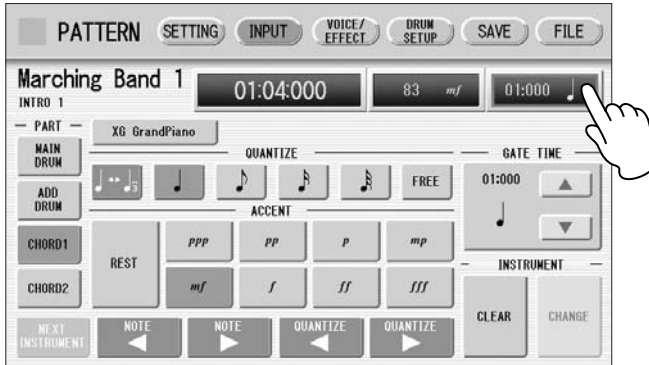 PATTERN SETTING INPUT VOICE/ EFFECT DRUM SETUP SAVE FILE
Marching Band 1 01:04:000 83 mf 01:000
INTRO 1
PART XG GrandPiano
MAIN DRUM
QUANTIZE
GATE TIME
3 FREE
01:000
ADD DRUM
ACCENT
CHORD1 REST ppp pp p mp
INSTRUMENT
CHORD2 mf f ff fff
CLEAR CHANGE
NEXT INSTRUMENT NOTE NOTE QUANTIZE QUANTIZE